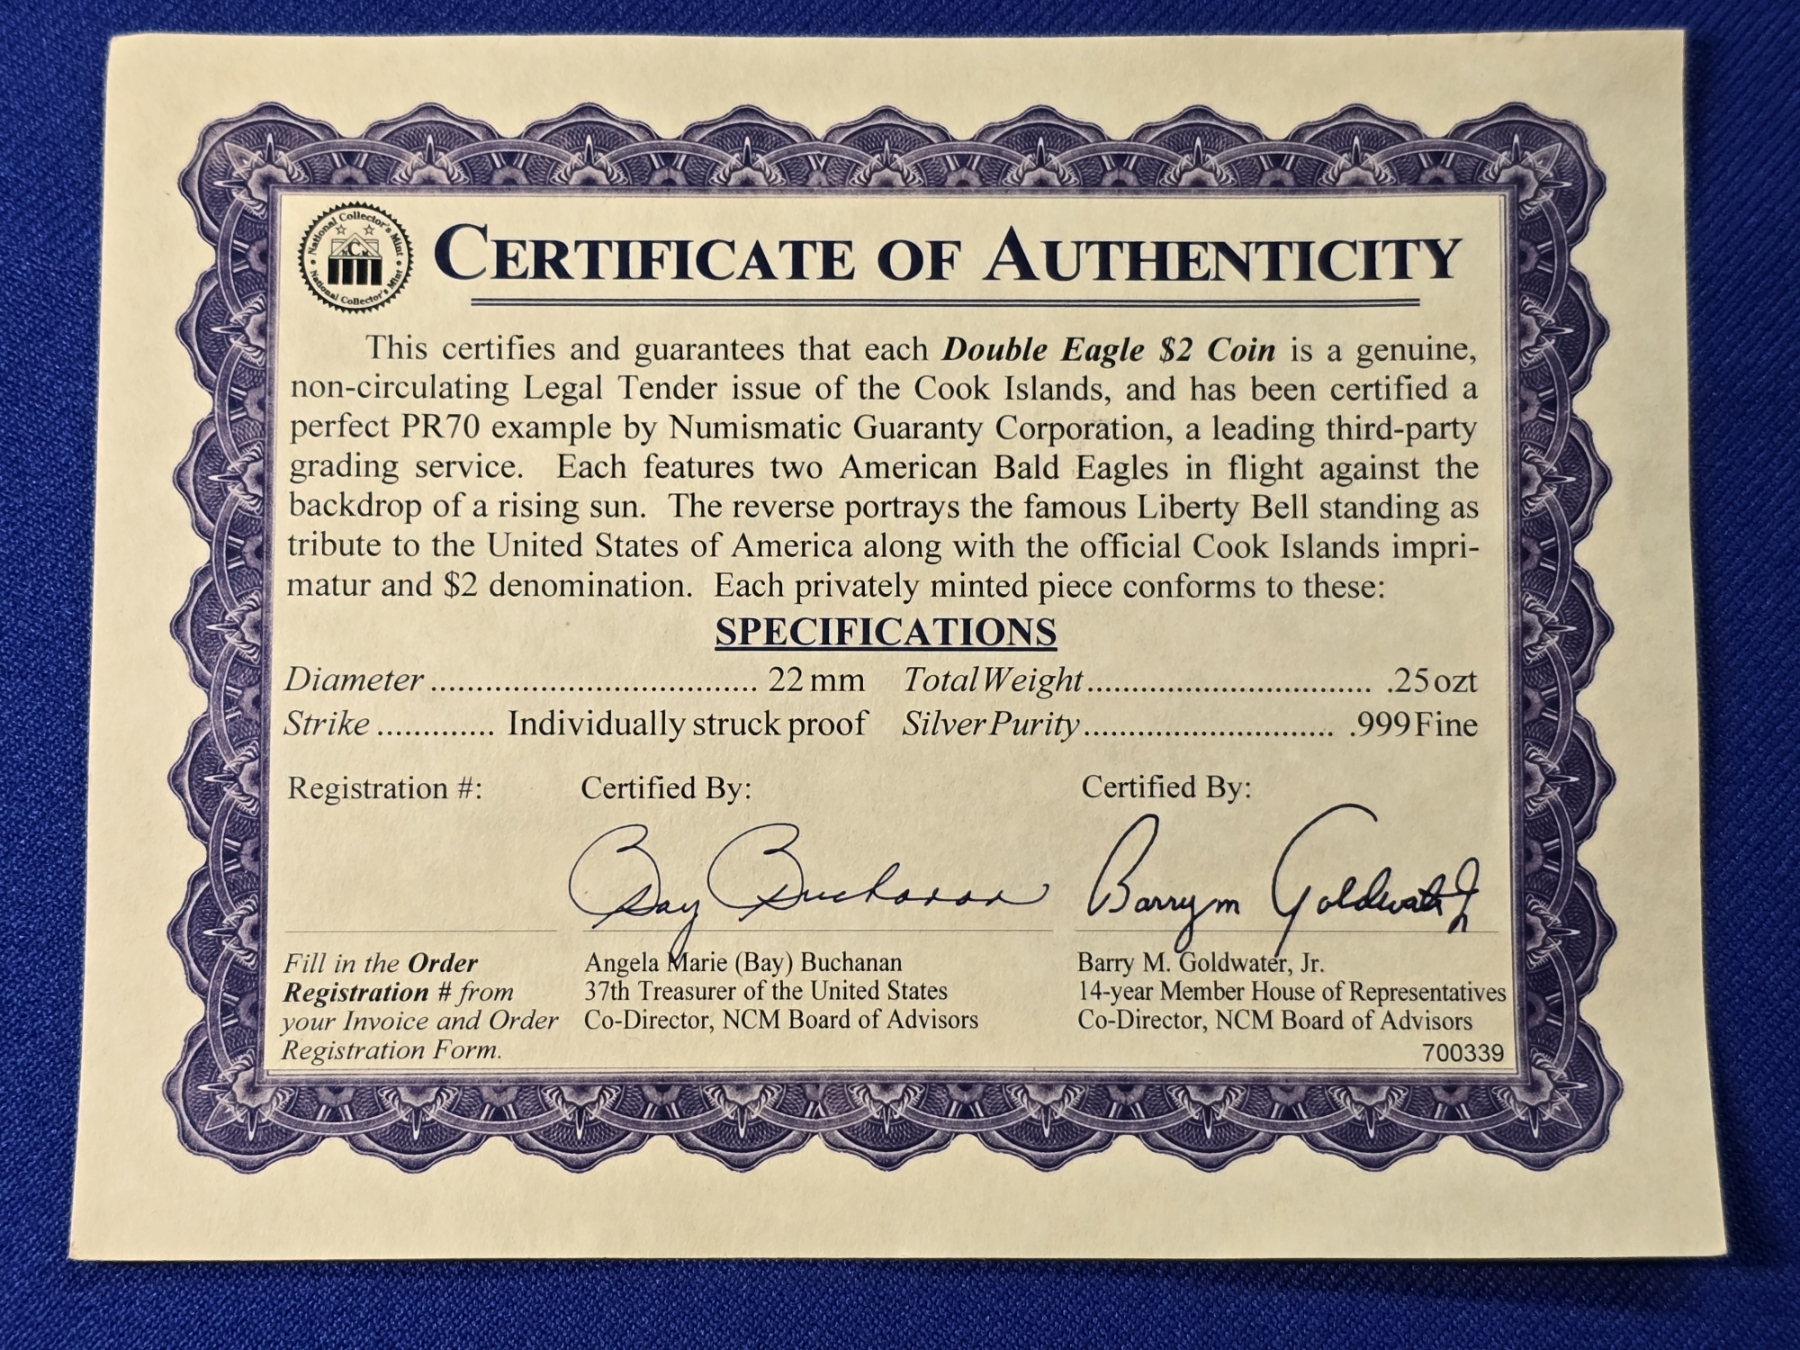 National Collector's Mint
C
National Collector's Mint
CERTIFICATE OF AUTHENTICITY
This certifies and guarantees that each Double Eagle $2 Coin is a genuine,
non-circulating Legal Tender issue of the Cook Islands, and has been certified a
perfect PR70 example by Numismatic Guaranty Corporation, a leading third-party
grading service. Each features two American Bald Eagles in flight against the
backdrop of a rising sun. The reverse portrays the famous Liberty Bell standing as
tribute to the United States of America along with the official Cook Islands impri-
matur and $2 denomination. Each privately minted piece conforms to these:
SPECIFICATIONS
Diameter ................................... 22 mm Total Weight.............................. .25 ozt
Strike ............. Individually struck proof Silver Purity........................... .999 Fine
Registration #: Certified By: Certified By:
Bay Buchanan Barry m Goldwater Jr
Fill in the Order
Registration # from
your Invoice and Order
Registration Form.
Angela Marie (Bay) Buchanan
37th Treasurer of the United States
Co-Director, NCM Board of Advisors
Barry M. Goldwater, Jr.
14-year Member House of Representatives
Co-Director, NCM Board of Advisors
700339